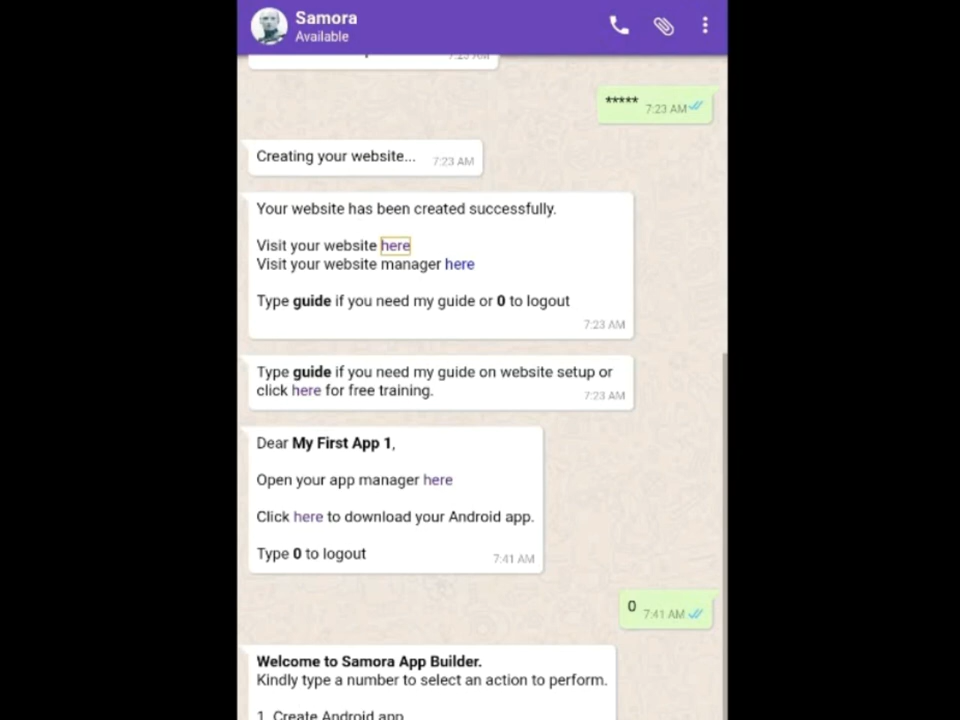 Samora
Available
*****
7:23 AM
Creating your website...
7:23 AM
Your website has been created successfully.
Visit your website here
Visit your website manager here
Type guide if you need my guide or 0 to logout
7:23 AM
Type guide if you need my guide on website setup or
click here for free training.
7:23 AM
Dear My First App 1,
Open your app manager here
Click here to download your Android app.
Type 0 to logout
7:41 AM
0
7:41 AM
Welcome to Samora App Builder.
Kindly type a number to select an action to perform.
1. Create Android app